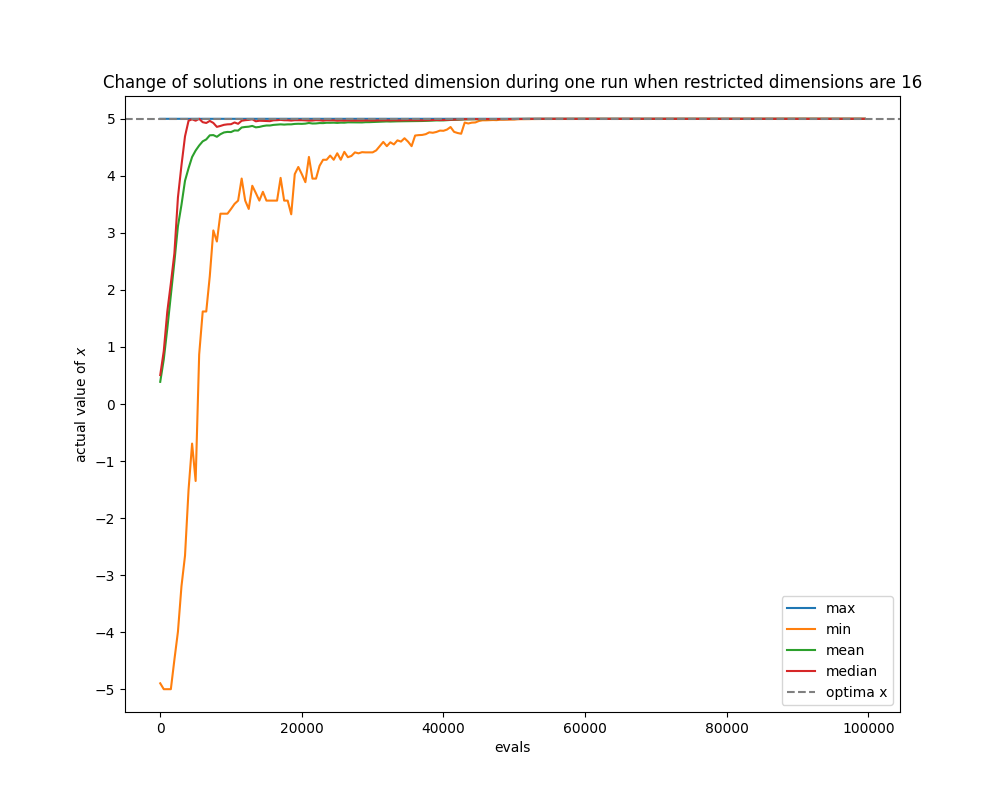 Change of solutions in one restricted dimension during one run when restricted dimensions are 16
5
4
3
2
1
0
−1
−2
−3
−4
−5
actual value of x
0 20000 40000 60000 80000 100000
evals
max
min
mean
median
optima x